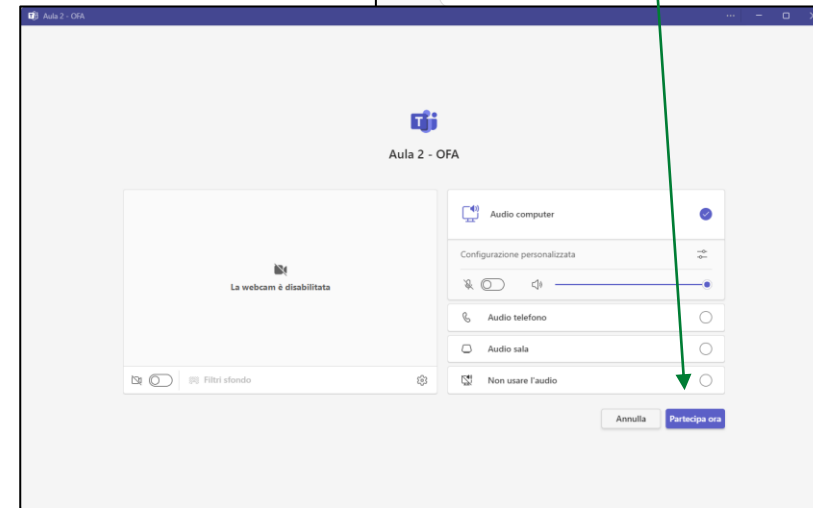 Aula 2 - OFA
Aula 2 - OFA
Audio computer
Configurazione personalizzata
La webcam è disabilitata
Audio telefono
Audio sala
Filtri sfondo
Non usare l'audio
Annulla
Partecipa ora